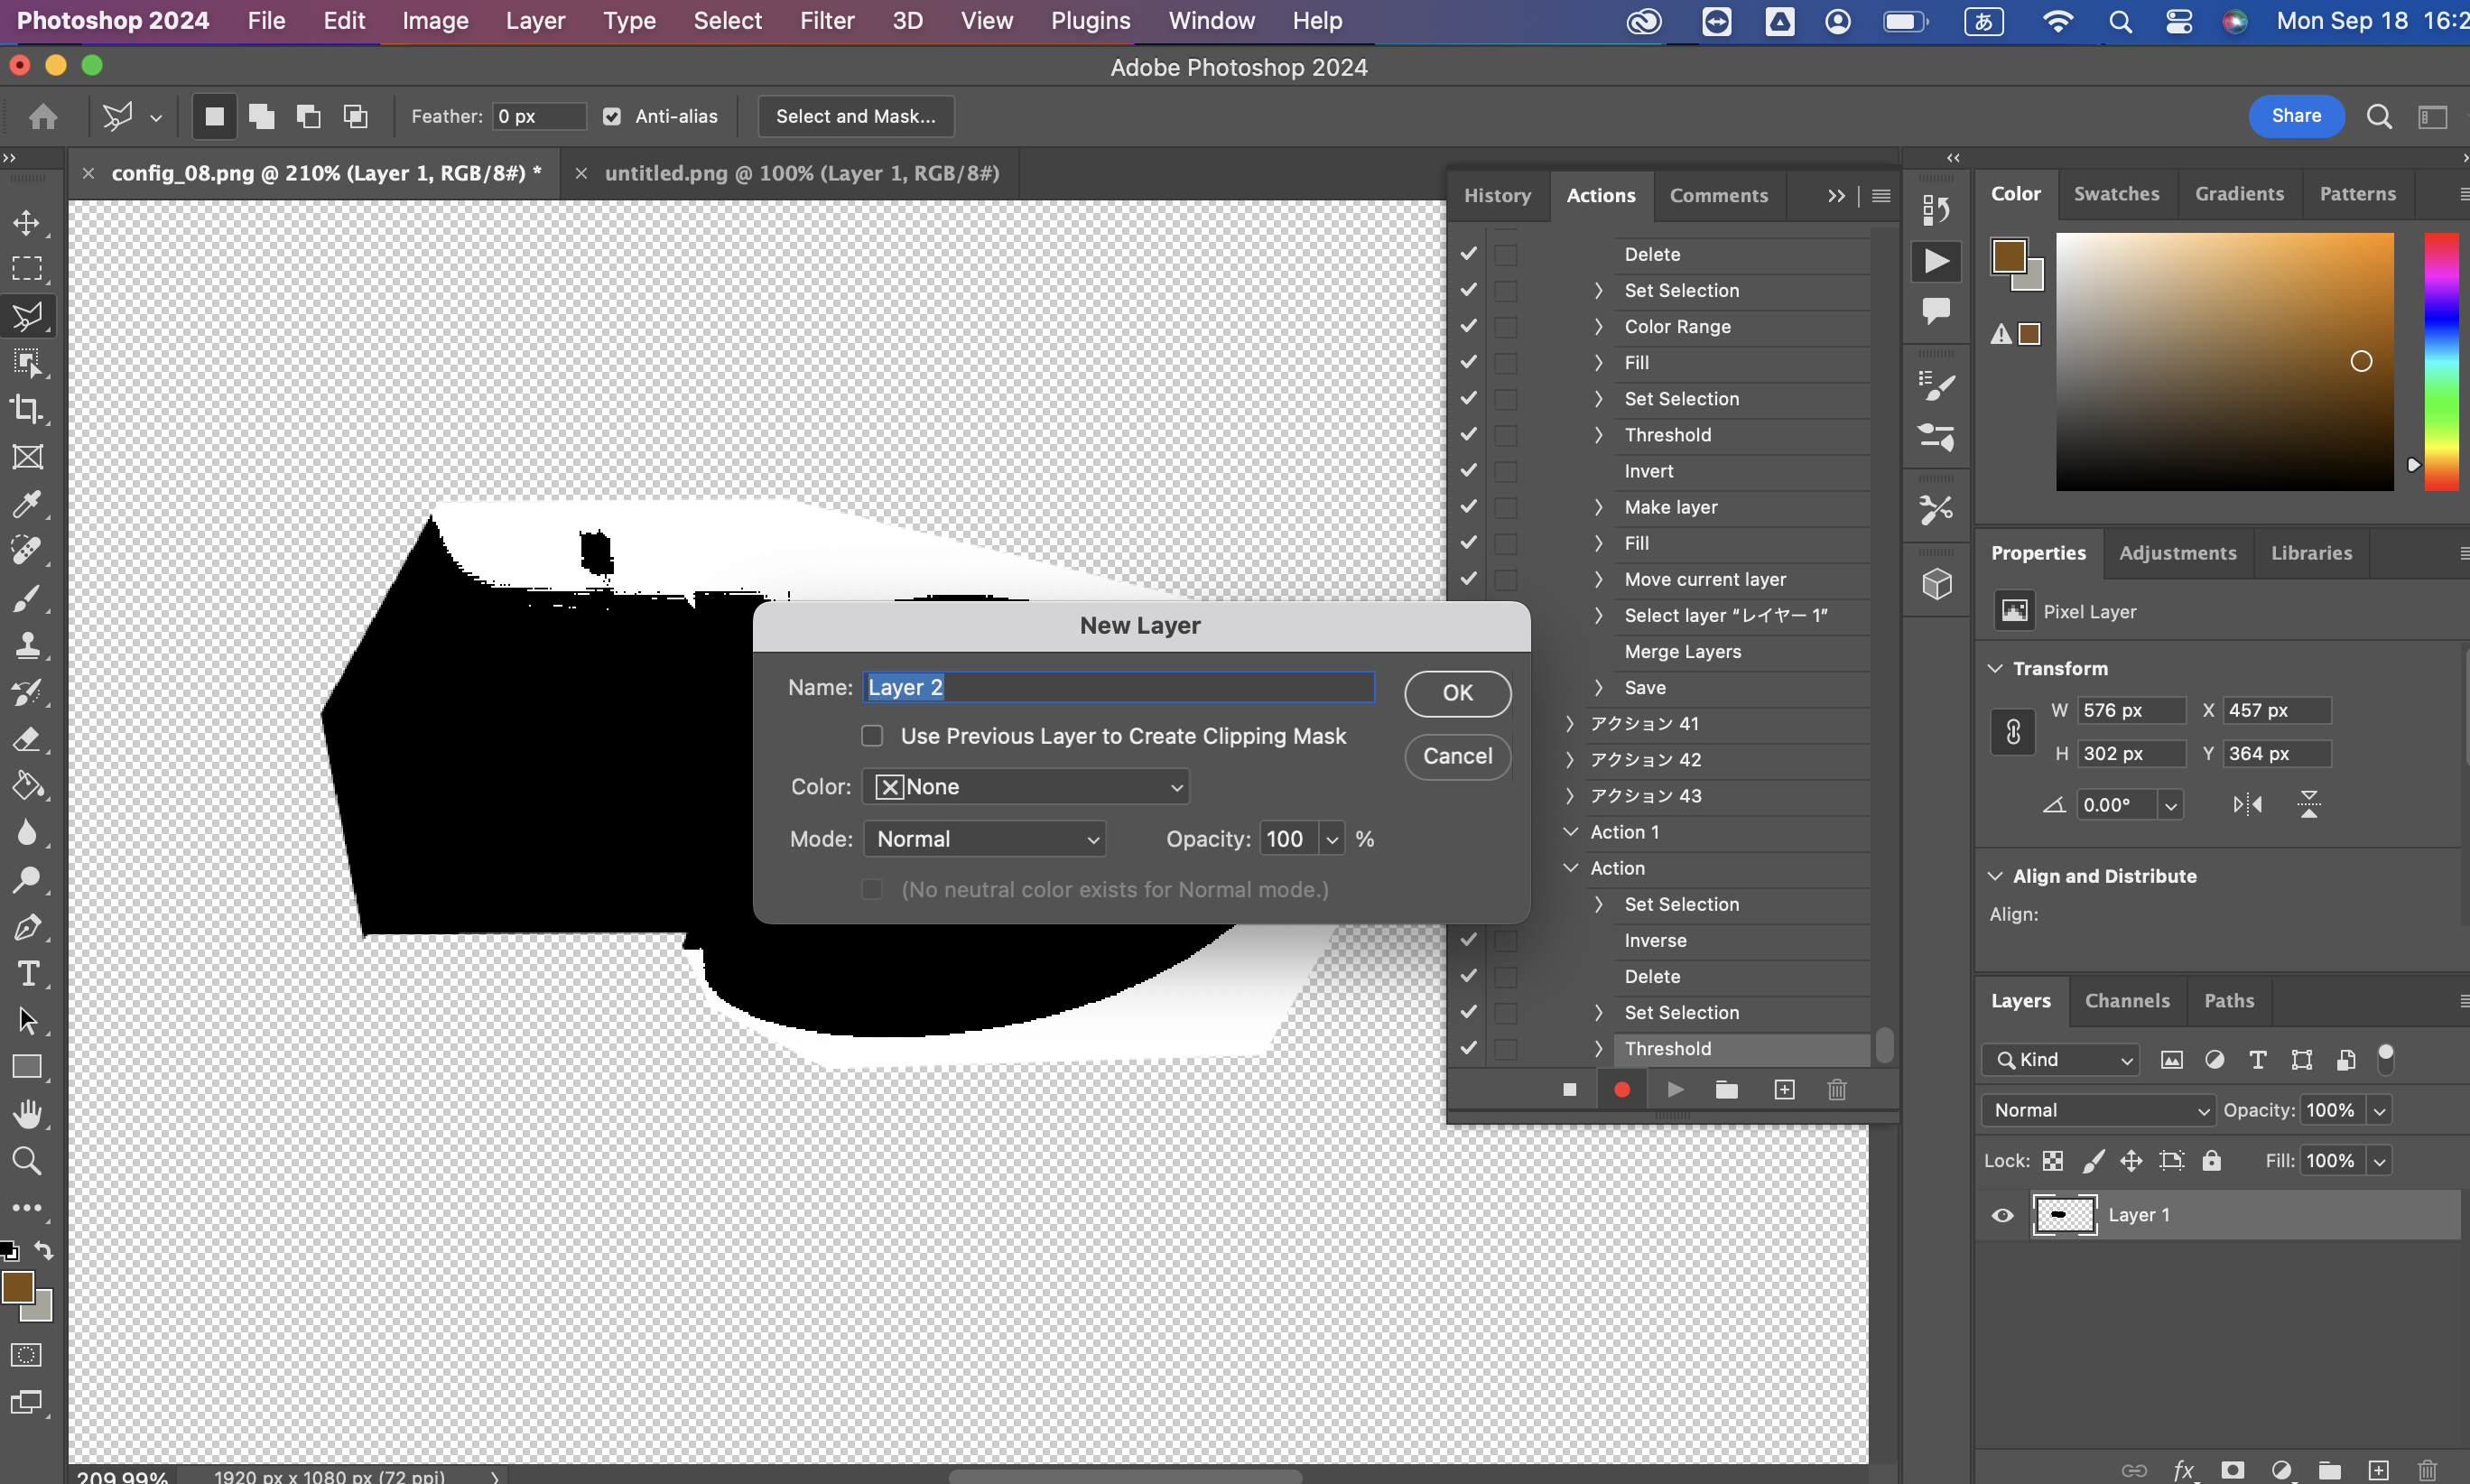 Photoshop 2024 File Edit Image Layer Type Select Filter 3D View Plugins Window Help あ Mon Sep 18
Adobe Photoshop 2024
Feather: 0 px Anti-alias Select and Mask... Share
config_08.png @ 210% (Layer 1, RGB/8#) * untitled.png @ 100% (Layer 1, RGB/8#)
History Actions Comments
Delete
Set Selection
Color Range
Fill
Set Selection
Threshold
Invert
Make layer
Fill
Move current layer
Select layer “レイヤー 1”
Merge Layers
Save
アクション 41
アクション 42
アクション 43
Action 1
Action
Set Selection
Inverse
Delete
Set Selection
Threshold
New Layer
Name: Layer 2 OK
Use Previous Layer to Create Clipping Mask
Cancel
Color: None
Mode: Normal Opacity: 100 %
(No neutral color exists for Normal mode.)
Color Swatches Gradients Patterns
Properties Adjustments Libraries
Pixel Layer
Transform
W 576 px X 457 px
H 302 px Y 364 px
0.00°
Align and Distribute
Align:
Layers Channels Paths
Kind
Normal Opacity: 100%
Lock: Fill: 100%
Layer 1
fx
209.99% 1920 px x 1080 px (72 ppi)